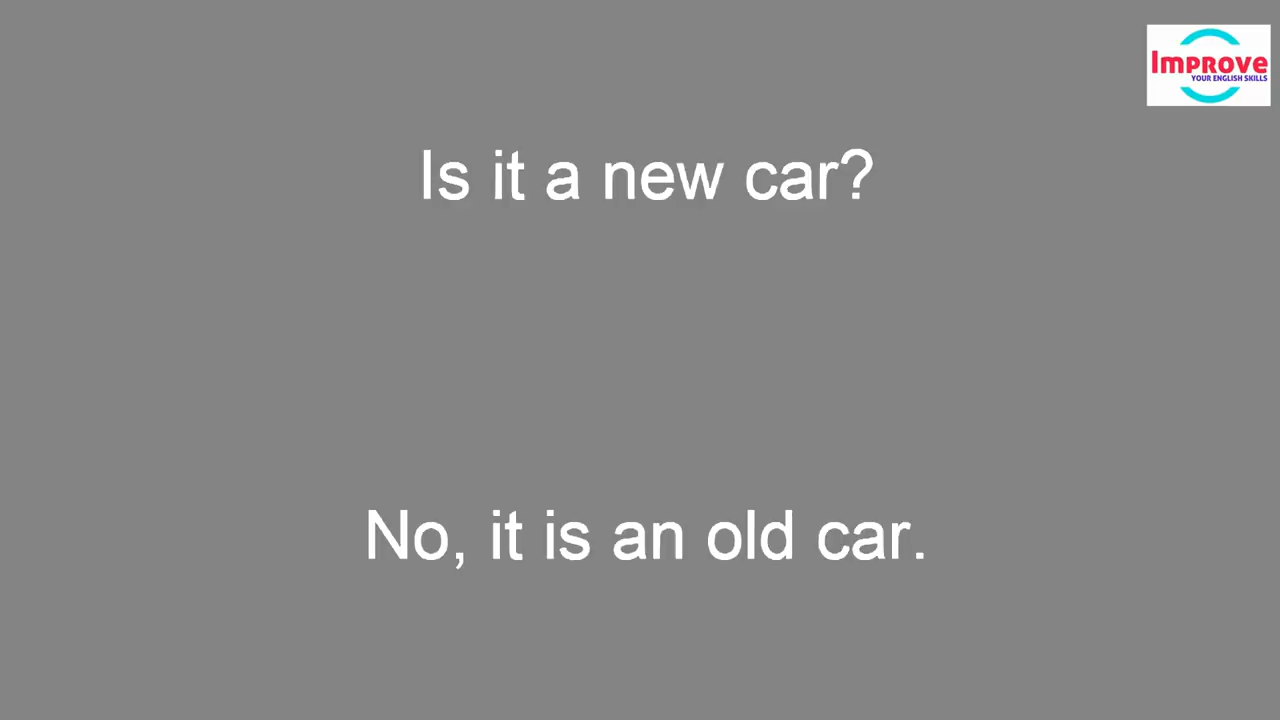 Improve
YOUR ENGLISH SKILLS
Is it a new car?
No, it is an old car.